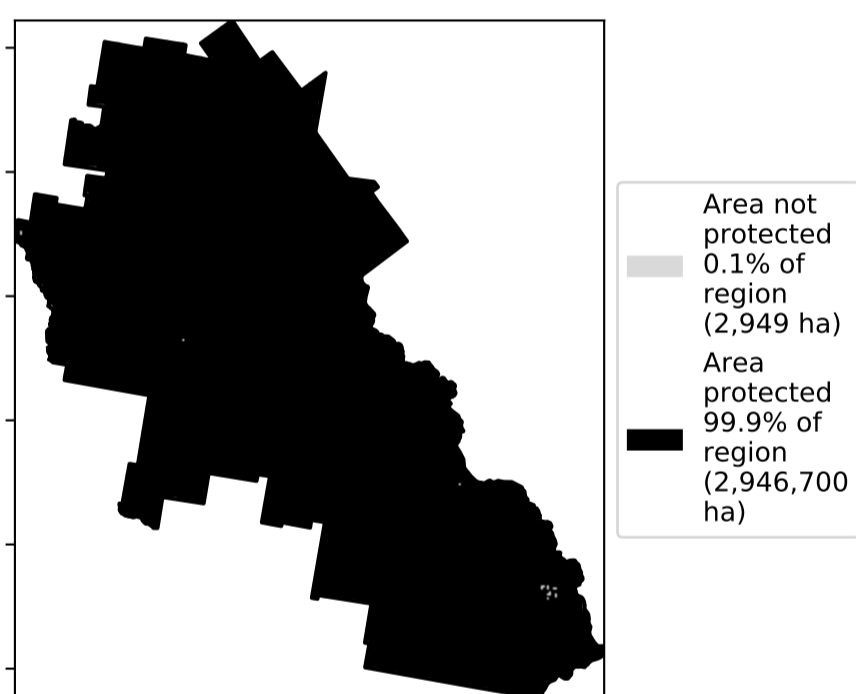 Area not
protected
0.1% of
region
(2,949 ha)
Area
protected
99.9% of
region
(2,946,700
ha)